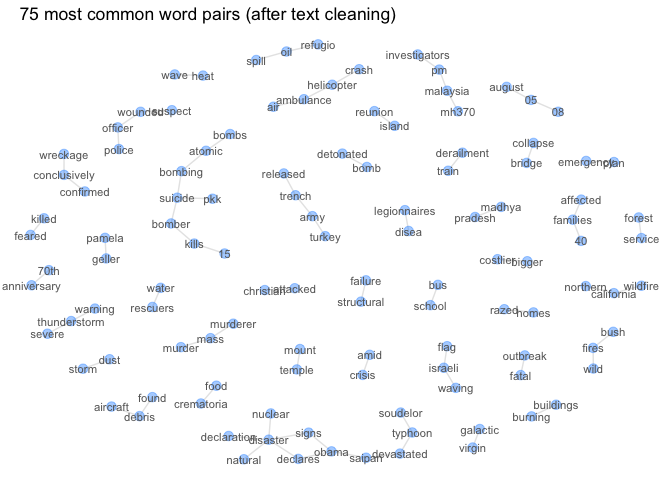 75 most common word pairs (after text cleaning)
refugio
oil
spill
investigators
wave heat
crash
pm
helicopter
malaysia
august
ambulance
air
05
wounded suspect
reunion
mh370
08
officer
island
bombs
police
atomic
detonated
derailment
collapse
wreckage
bomb
train
bridge
emergency plan
conclusively
bombing
released
confirmed
suicide
pkk
trench
affected
killed
bomber
army
legionnaires
madhya
pradesh
families
forest
feared
pamela
kills
turkey
disea
40
service
geller
15
costlier bigger
70th
anniversary
water
christian attacked
failure
bus
northern
california
wildfire
rescuers
structural
school
warning
razed homes
thunderstorm
murderer
severe
mass
bush
murder
mount
amid
flag
fires
dust
outbreak
storm
temple
crisis
israeli
fatal
wild
food
waving
found
crematoria
aircraft
debris
nuclear
soudelor
buildings
burning
declaration
signs
typhoon
galactic
disaster
natural
declares
obama
saipan
devastated
virgin